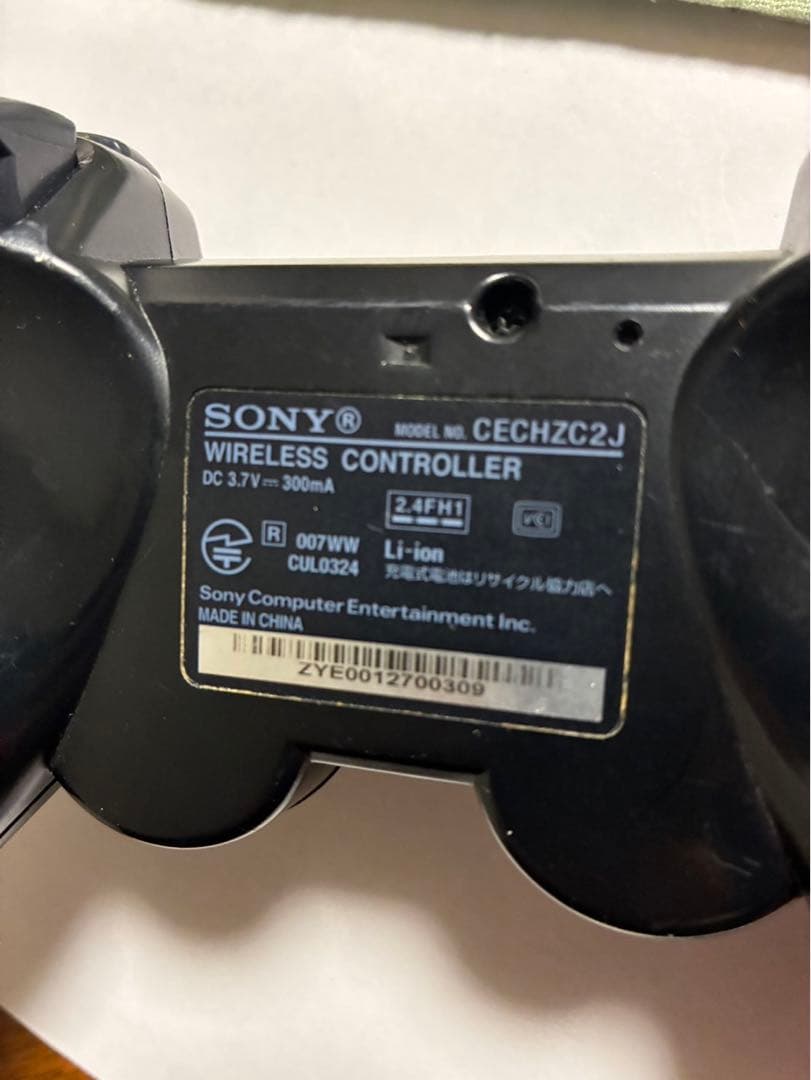 SONY® MODEL NO. CECHZC2J
WIRELESS CONTROLLER
DC 3.7V⎓300mA
2.4FH1
VCI
R 007WW
CUL0324
Li-ion
充電式電池はリサイクル協力店へ
Sony Computer Entertainment Inc.
MADE IN CHINA
ZYE0012700309